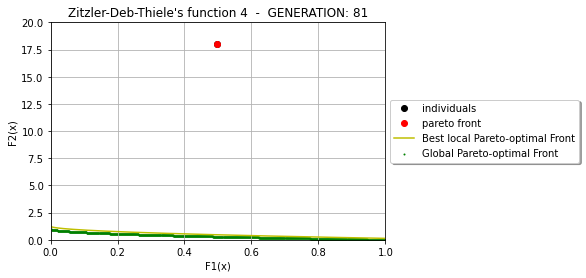 Zitzler-Deb-Thiele's function 4 - GENERATION: 81
20.0
17.5
15.0
12.5
10.0
7.5
5.0
2.5
0.0
F2(x)
0.0 0.2 0.4 0.6 0.8 1.0
F1(x)
individuals
pareto front
Best local Pareto-optimal Front
Global Pareto-optimal Front